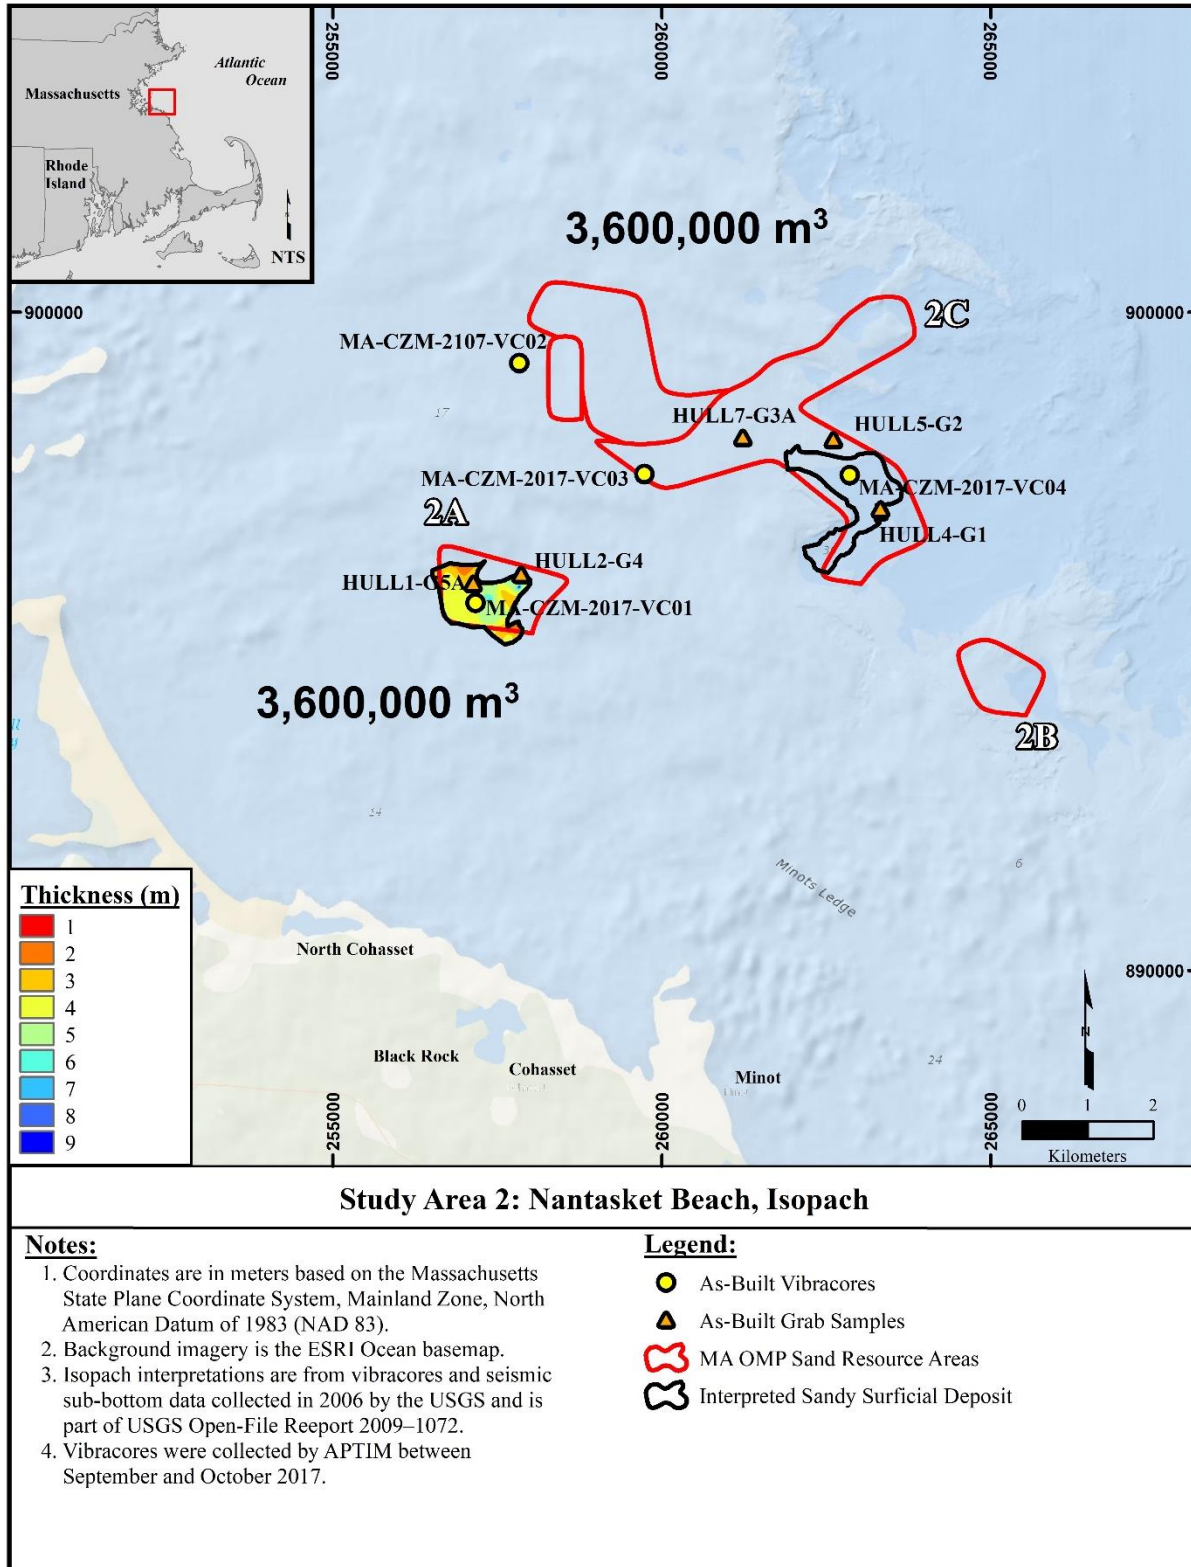 Atlantic
Ocean
Massachusetts
Rhode
Island
NTS
255000
260000
265000
3,600,000 m³
900000
900000
2C
MA-CZM-2107-VC02
17
HULL7-G3A
HULL5-G2
MA-CZM-2017-VC03
MA-CZM-2017-VC04
2A
HULL4-G1
HULL2-G4
HULL1-G5A
MA-CZM-2017-VC01
3,600,000 m³
2B
14
6
Minots Ledge
Thickness (m)
1
2
3
4
5
6
7
8
9
North Cohasset
890000
N
Black Rock
Cohasset
Minot
24
255000
260000
265000
0 1 2
Kilometers
Study Area 2: Nantasket Beach, Isopach
Notes:
1. Coordinates are in meters based on the Massachusetts
State Plane Coordinate System, Mainland Zone, North
American Datum of 1983 (NAD 83).
2. Background imagery is the ESRI Ocean basemap.
3. Isopach interpretations are from vibracores and seismic
sub-bottom data collected in 2006 by the USGS and is
part of USGS Open-File Reeport 2009–1072.
4. Vibracores were collected by APTIM between
September and October 2017.
Legend:
As-Built Vibracores
As-Built Grab Samples
MA OMP Sand Resource Areas
Interpreted Sandy Surficial Deposit